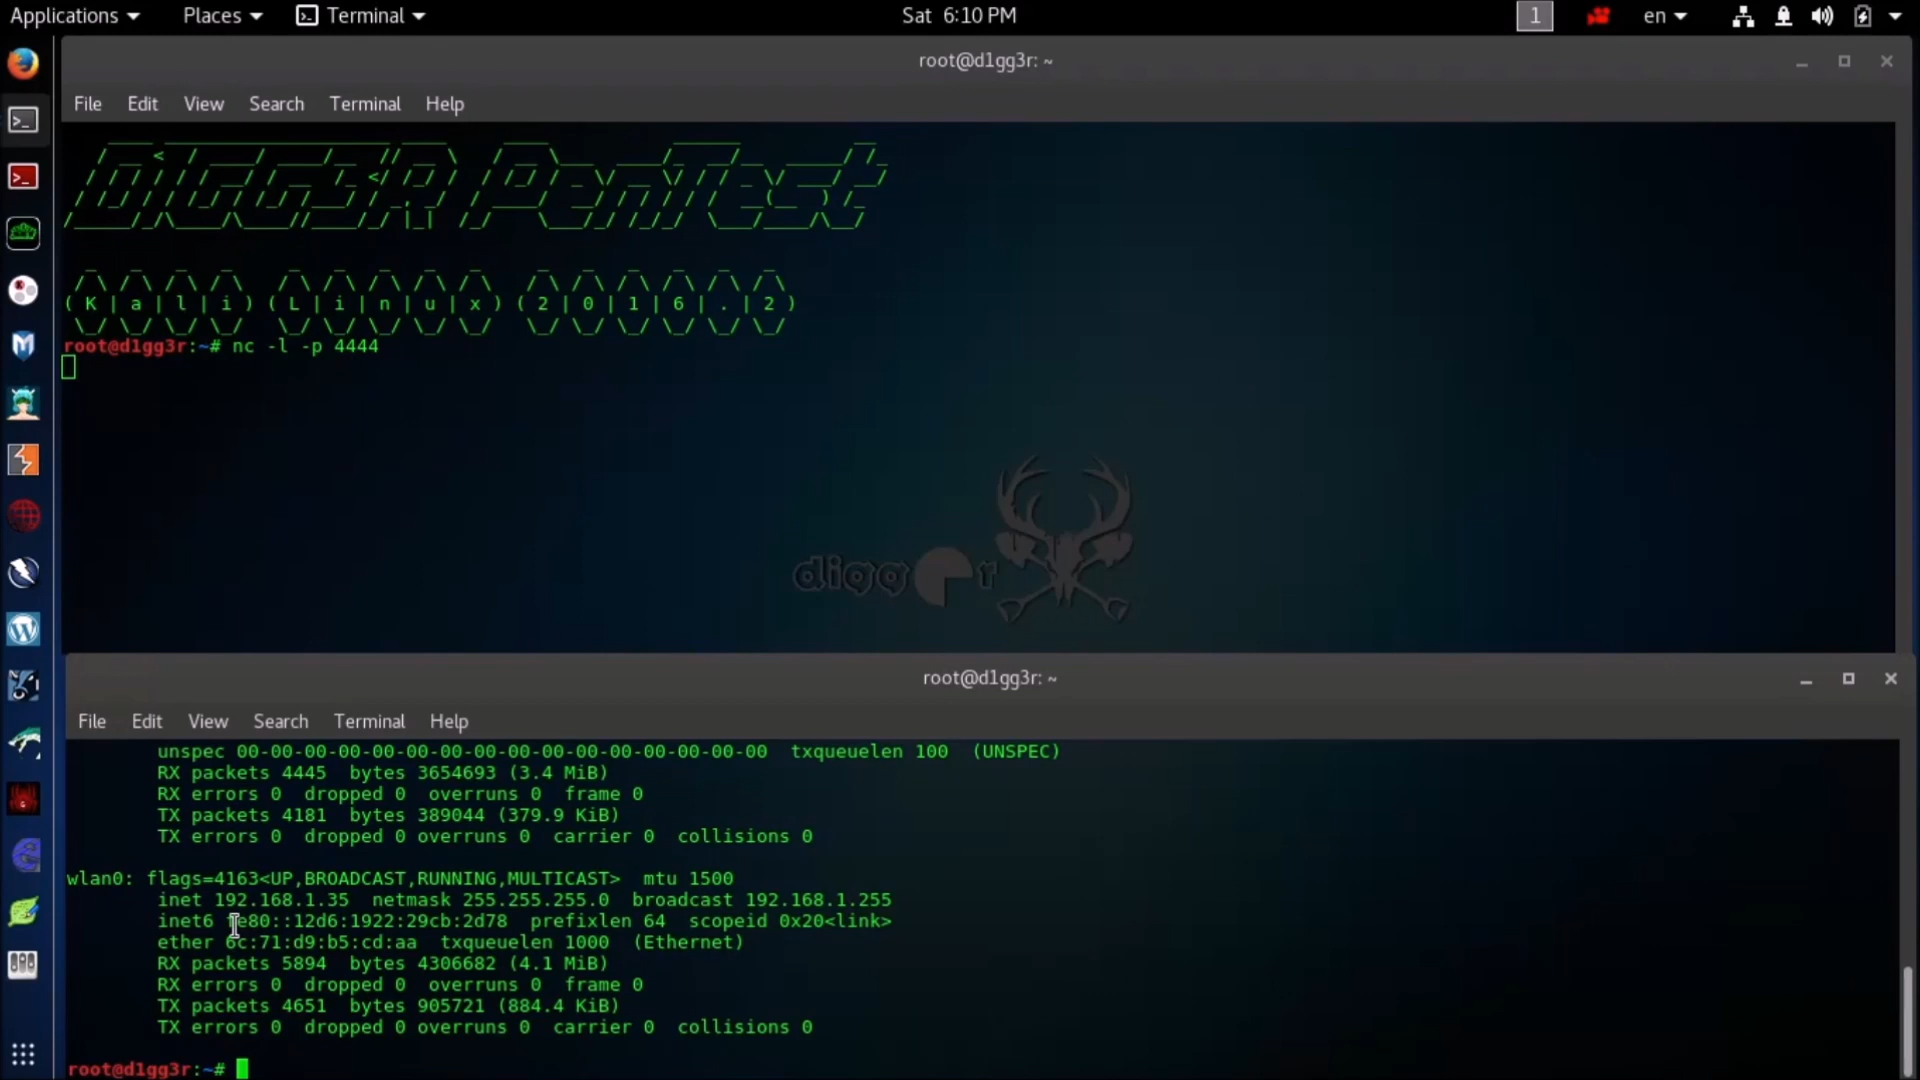 Applications Places Terminal Sat 6:10 PM 1 en
root@d1gg3r: ~
File Edit View Search Terminal Help
D1GG3R PenTest
( K | a | l | i ) ( L | i | n | u | x ) ( 2 | 0 | 1 | 6 | . | 2 )
root@d1gg3r:~# nc -l -p 4444
digg r
root@d1gg3r: ~
File Edit View Search Terminal Help
unspec 00-00-00-00-00-00-00-00-00-00-00-00-00-00-00-00 txqueuelen 100 (UNSPEC)
RX packets 4445 bytes 3654693 (3.4 MiB)
RX errors 0 dropped 0 overruns 0 frame 0
TX packets 4181 bytes 389044 (379.9 KiB)
TX errors 0 dropped 0 overruns 0 carrier 0 collisions 0
wlan0: flags=4163<UP,BROADCAST,RUNNING,MULTICAST> mtu 1500
inet 192.168.1.35 netmask 255.255.255.0 broadcast 192.168.1.255
inet6 fe80::12d6:1922:29cb:2d78 prefixlen 64 scopeid 0x20<link>
ether 6c:71:d9:b5:cd:aa txqueuelen 1000 (Ethernet)
RX packets 5894 bytes 4306682 (4.1 MiB)
RX errors 0 dropped 0 overruns 0 frame 0
TX packets 4651 bytes 905721 (884.4 KiB)
TX errors 0 dropped 0 overruns 0 carrier 0 collisions 0
root@d1gg3r:~#